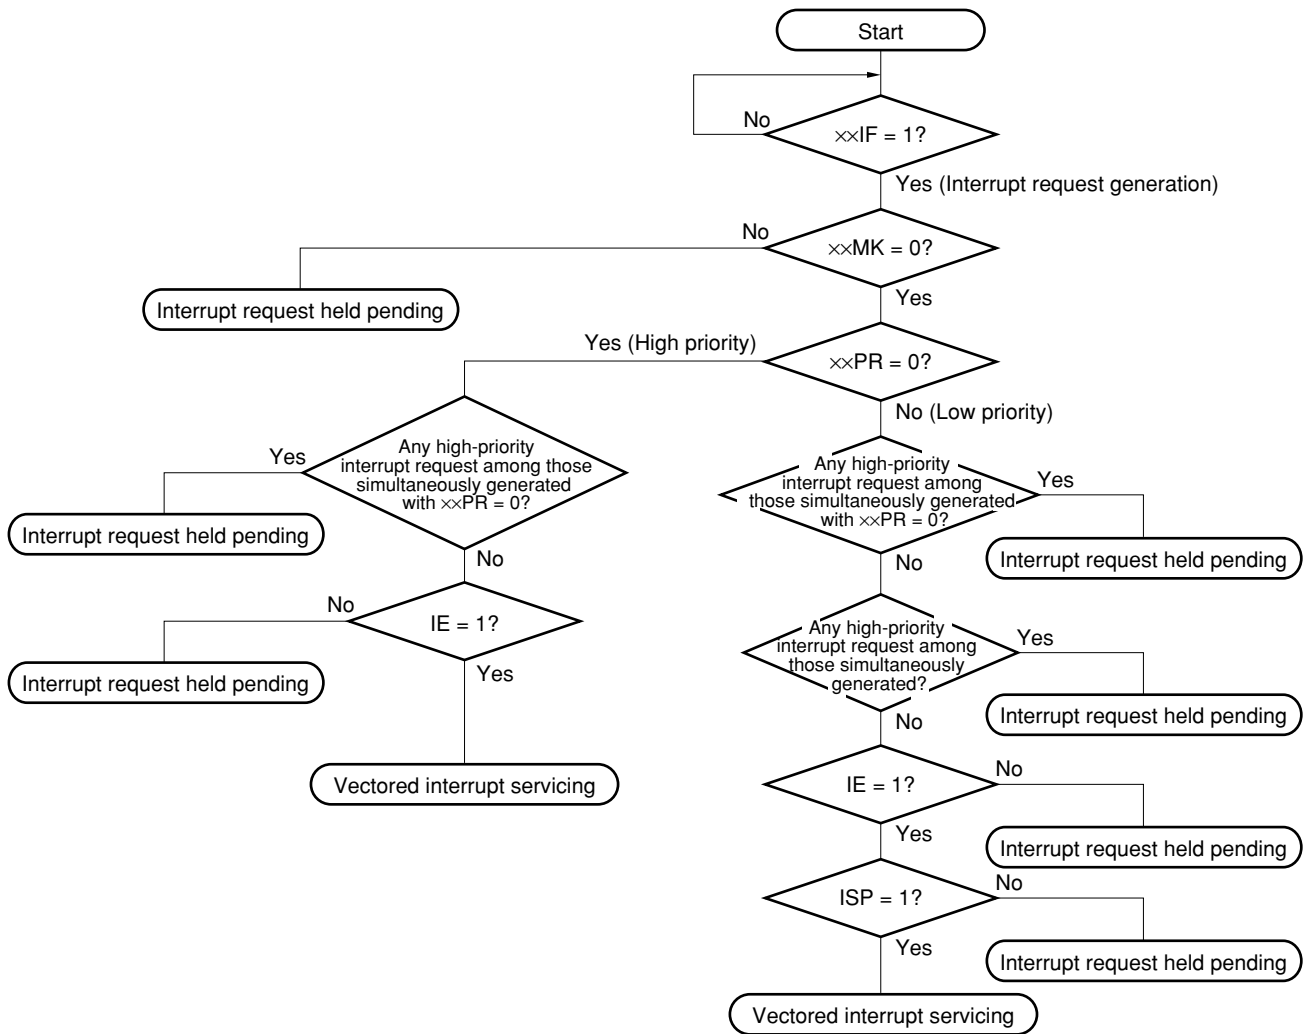 Start
No
××IF = 1?
Yes (Interrupt request generation)
No
××MK = 0?
Interrupt request held pending
Yes
Yes (High priority)
××PR = 0?
No (Low priority)
Yes
Any high-priority
interrupt request among those
simultaneously generated
with ××PR = 0?
Any high-priority
interrupt request among
those simultaneously generated
with ××PR = 0?
Yes
Interrupt request held pending
No
Interrupt request held pending
No
No
IE = 1?
Yes
Any high-priority
interrupt request among
those simultaneously
generated?
Yes
Interrupt request held pending
Interrupt request held pending
No
Vectored interrupt servicing
IE = 1?
No
Yes
Interrupt request held pending
ISP = 1?
No
Yes
Interrupt request held pending
Vectored interrupt servicing